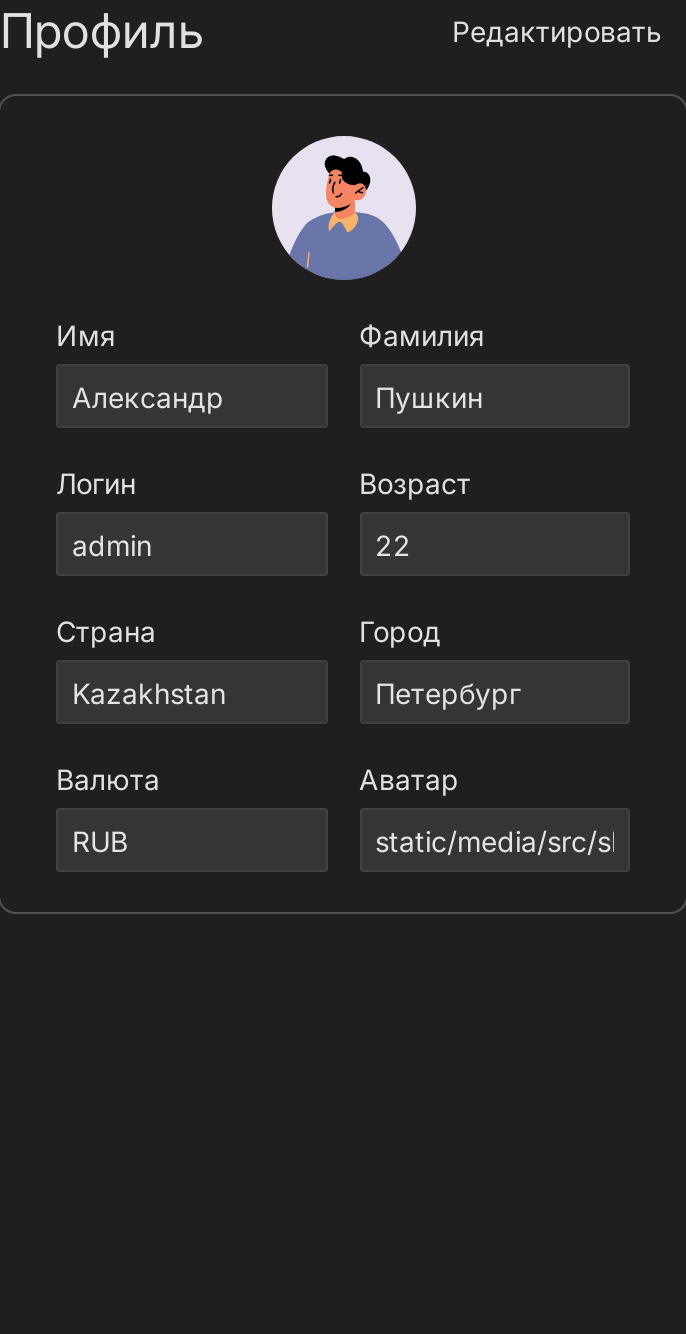 Профиль
Редактировать
Имя
Фамилия
Александр
Пушкин
Логин
Возраст
admin
22
Страна
Город
Kazakhstan
Петербург
Валюта
Аватар
RUB
static/media/src/s